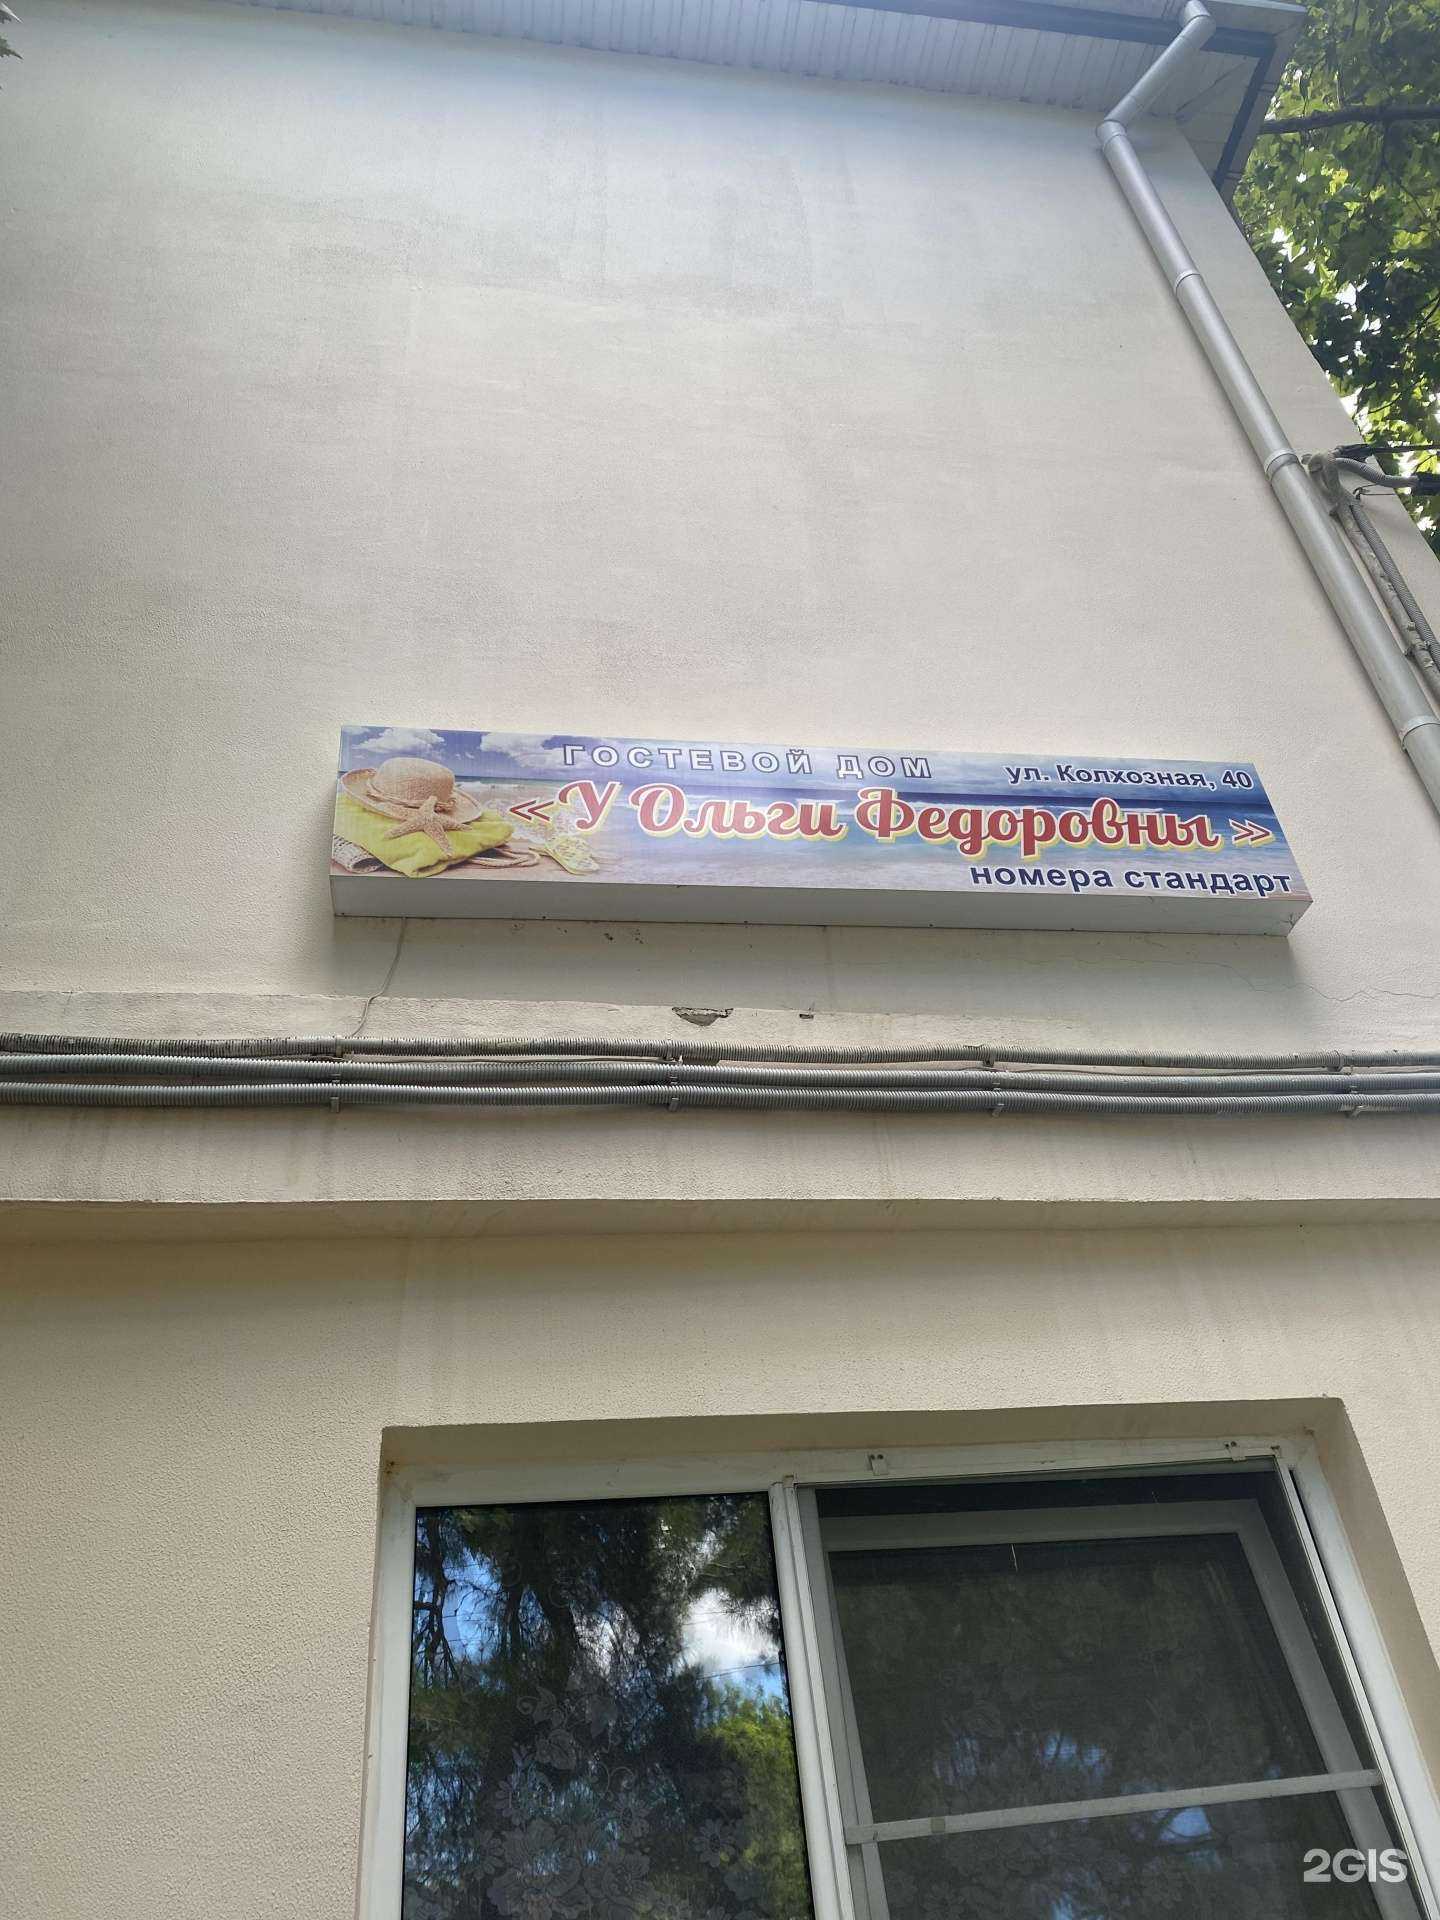 ГОСТЕВОЙ ДОМ
ул. Колхозная, 40
«У Ольги Федоровны»
номера стандарт
2GIS